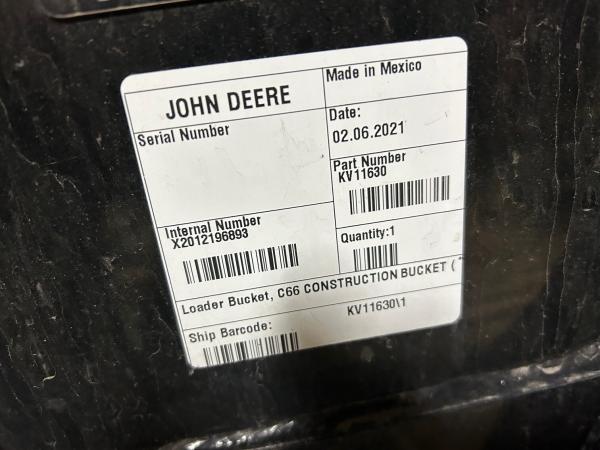 JOHN DEERE
Made in Mexico
Serial Number
Date:
02.06.2021
Part Number
KV11630
Internal Number
X2012196893
Quantity:1
Loader Bucket, C66 CONSTRUCTION BUCKET (
Ship Barcode:
KV11630\1